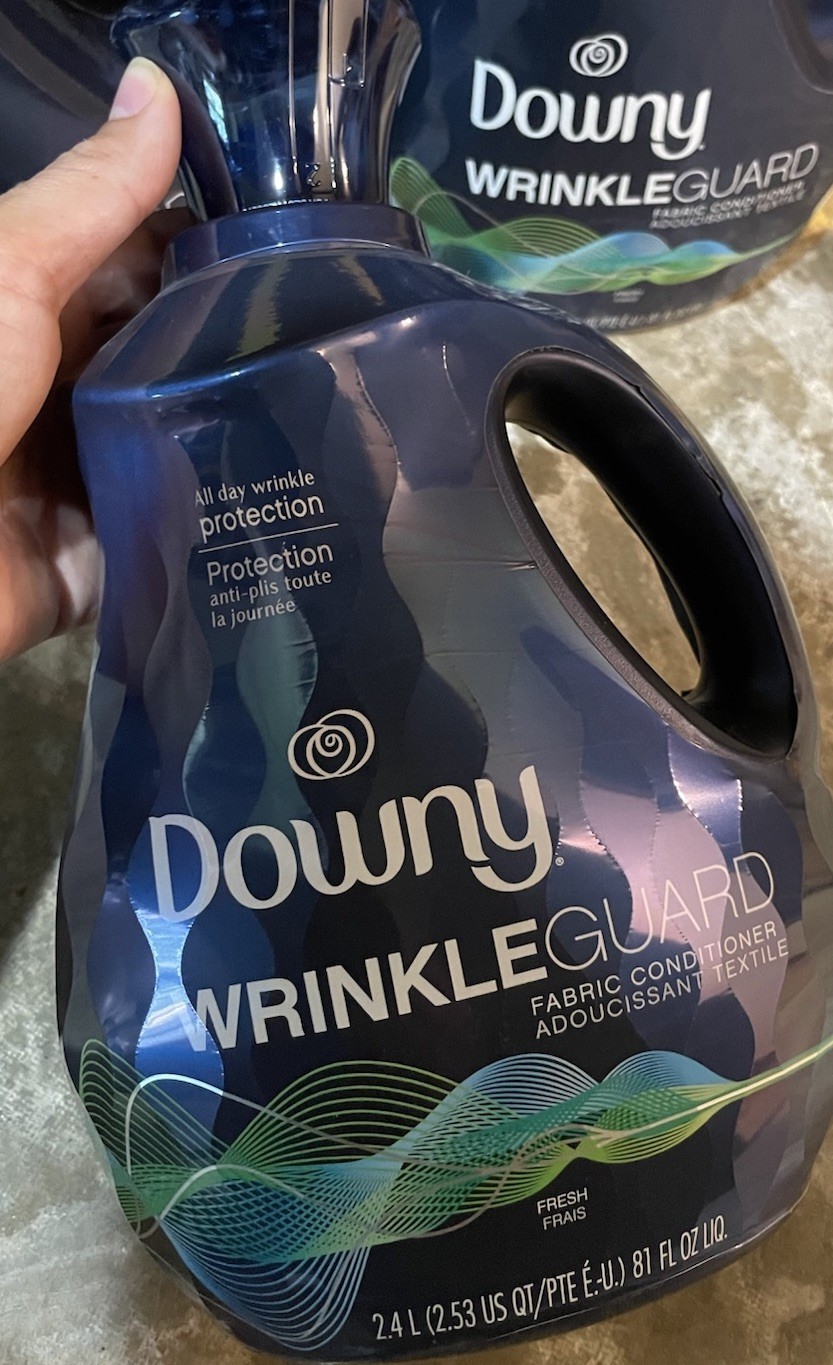 Downy
WRINKLEGUARD
FABRIC CONDITIONER
ADOUCISSANT TEXTILE
2
All day wrinkle
protection
Protection
anti-plis toute
la journée
Downy®
WRINKLEGUARD
FABRIC CONDITIONER
ADOUCISSANT TEXTILE
FRESH
FRAIS
2.4 L (2.53 US QT/PTE É.-U.) 81 FL OZ LIQ.